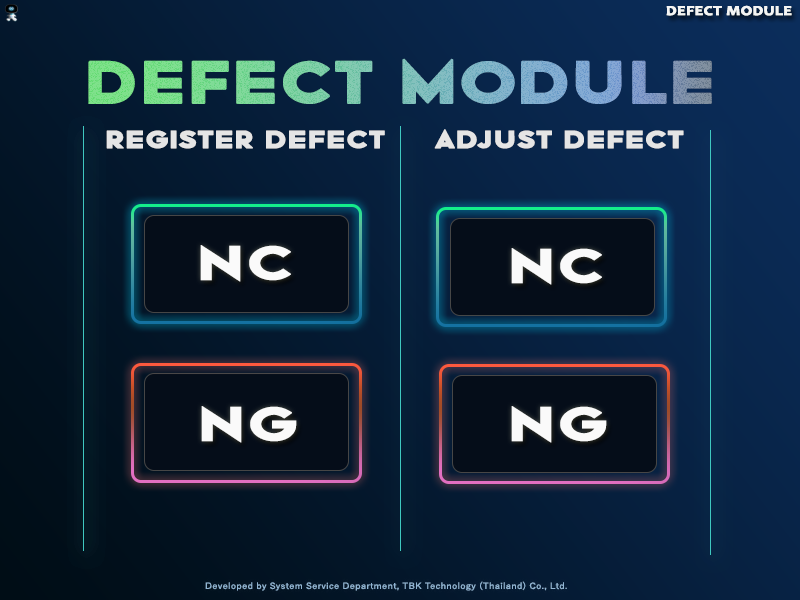 DEFECT MODULE
DEFECT MODULE
REGISTER DEFECT
ADJUST DEFECT
NC
NC
NG
NG
Developed by System Service Department, TBK Technology (Thailand) Co., Ltd.